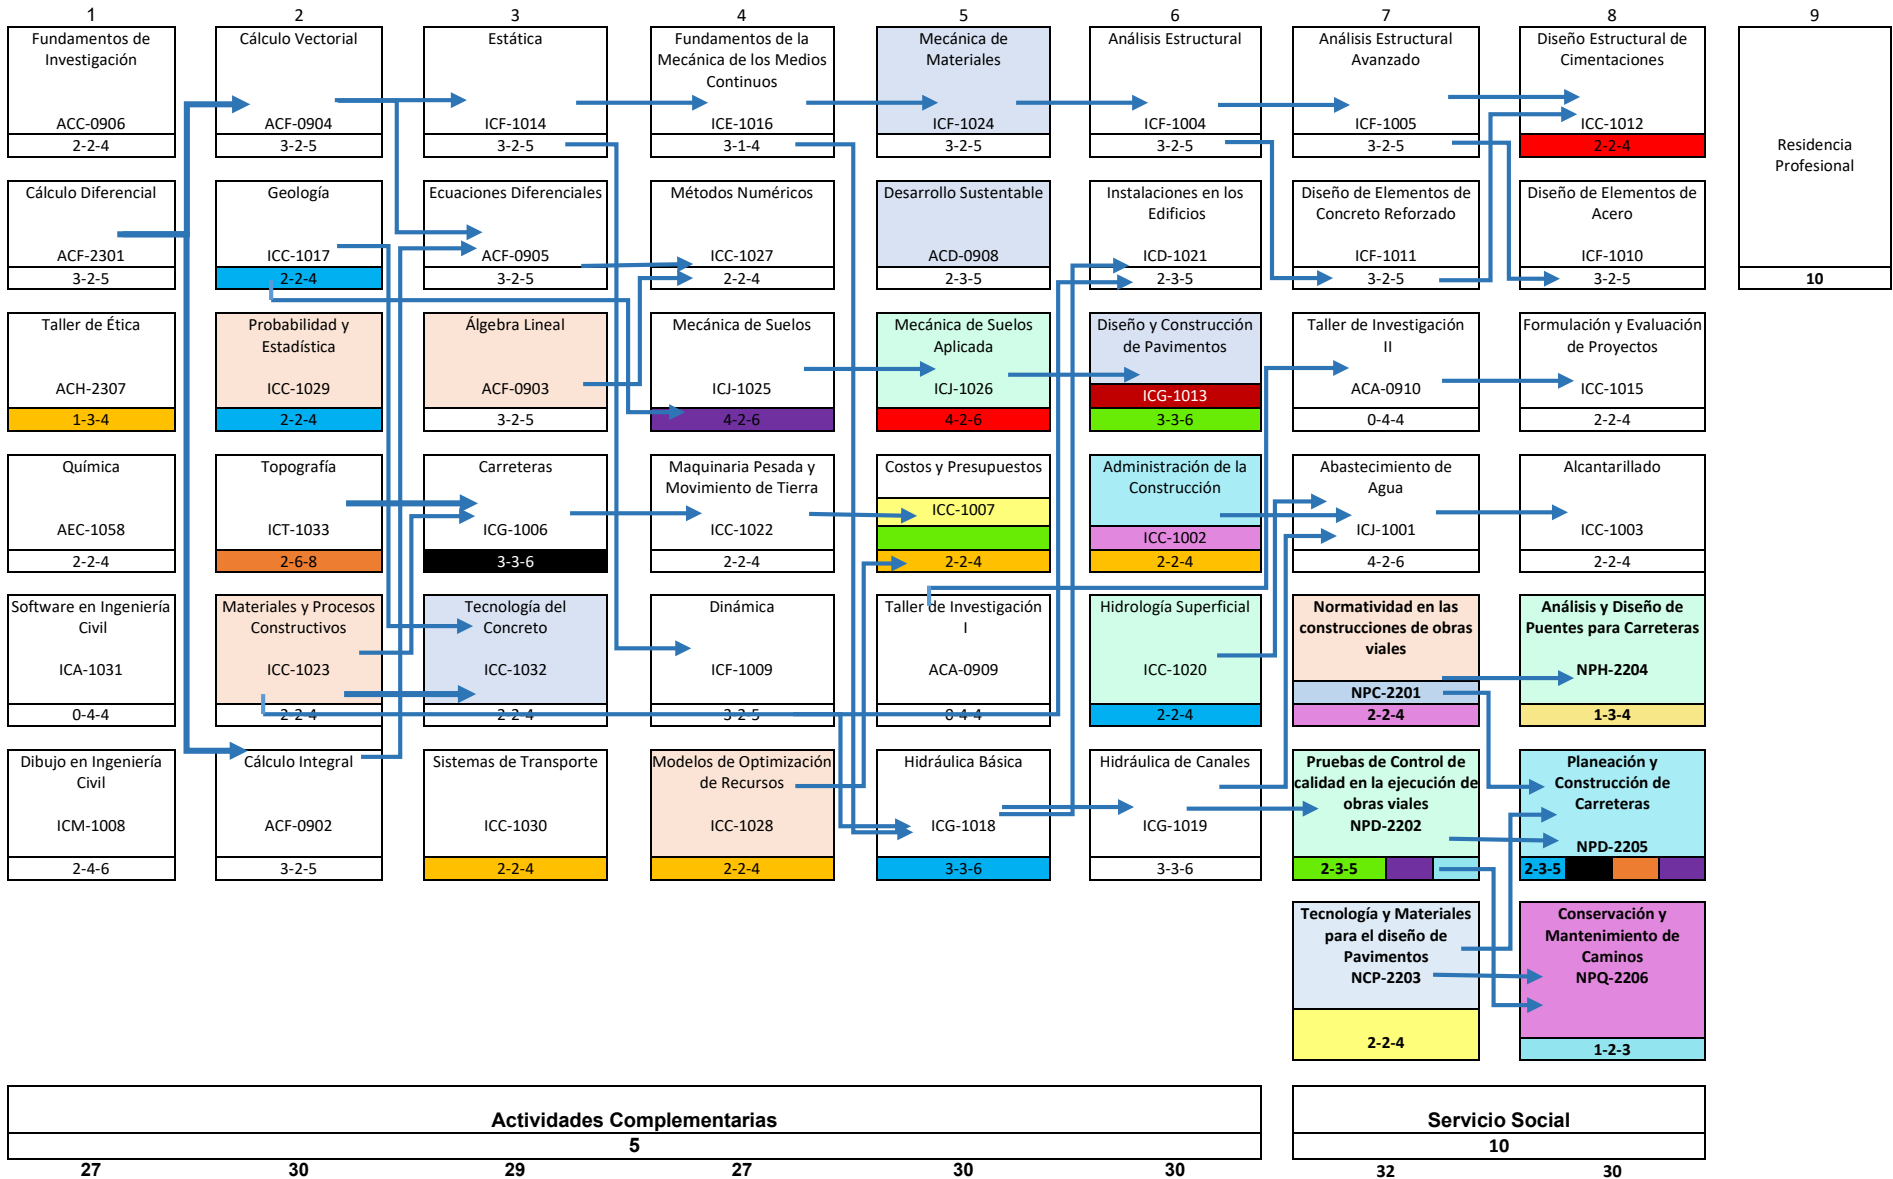 1 2 3 4 5 6 7 8 9
Fundamentos de
Investigación
ACC-0906
2-2-4
Cálculo Vectorial
ACF-0904
3-2-5
Estática
ICF-1014
3-2-5
Fundamentos de la
Mecánica de los Medios
Continuos
ICE-1016
3-1-4
Mecánica de
Materiales
ICF-1024
3-2-5
Análisis Estructural
ICF-1004
3-2-5
Análisis Estructural
Avanzado
ICF-1005
3-2-5
Diseño Estructural de
Cimentaciones
ICC-1012
2-2-4
Residencia
Profesional
10
Cálculo Diferencial
ACF-2301
3-2-5
Geología
ICC-1017
2-2-4
Ecuaciones Diferenciales
ACF-0905
3-2-5
Métodos Numéricos
ICC-1027
2-2-4
Desarrollo Sustentable
ACD-0908
2-3-5
Instalaciones en los
Edificios
ICD-1021
2-3-5
Diseño de Elementos de
Concreto Reforzado
ICF-1011
3-2-5
Diseño de Elementos de
Acero
ICF-1010
3-2-5
Taller de Ética
ACH-2307
1-3-4
Probabilidad y
Estadística
ICC-1029
2-2-4
Álgebra Lineal
ACF-0903
3-2-5
Mecánica de Suelos
ICJ-1025
4-2-6
Mecánica de Suelos
Aplicada
ICJ-1026
4-2-6
Diseño y Construcción
de Pavimentos
ICG-1013
3-3-6
Taller de Investigación
II
ACA-0910
0-4-4
Formulación y Evaluación
de Proyectos
ICC-1015
2-2-4
Química
AEC-1058
2-2-4
Topografía
ICT-1033
2-6-8
Carreteras
ICG-1006
3-3-6
Maquinaria Pesada y
Movimiento de Tierra
ICC-1022
2-2-4
Costos y Presupuestos
ICC-1007
2-2-4
Administración de la
Construcción
ICC-1002
2-2-4
Abastecimiento de
Agua
ICJ-1001
4-2-6
Alcantarillado
ICC-1003
2-2-4
Software en Ingeniería
Civil
ICA-1031
0-4-4
Materiales y Procesos
Constructivos
ICC-1023
2-2-4
Tecnología del
Concreto
ICC-1032
2-2-4
Dinámica
ICF-1009
3-2-5
Taller de Investigación
I
ACA-0909
0-4-4
Hidrología Superficial
ICC-1020
2-2-4
Normatividad en las
construcciones de obras
viales
NPC-2201
2-2-4
Análisis y Diseño de
Puentes para Carreteras
NPH-2204
1-3-4
Dibujo en Ingeniería
Civil
ICM-1008
2-4-6
Cálculo Integral
ACF-0902
3-2-5
Sistemas de Transporte
ICC-1030
2-2-4
Modelos de Optimización
de Recursos
ICC-1028
2-2-4
Hidráulica Básica
ICG-1018
3-3-6
Hidráulica de Canales
ICG-1019
3-3-6
Pruebas de Control de
calidad en la ejecución de
obras viales
NPD-2202
2-3-5
Planeación y
Construcción de
Carreteras
NPD-2205
2-3-5
Tecnología y Materiales
para el diseño de
Pavimentos
NCP-2203
2-2-4
Conservación y
Mantenimiento de
Caminos
NPQ-2206
1-2-3
Actividades Complementarias
5
Servicio Social
10
27 30 29 27 30 30 32 30